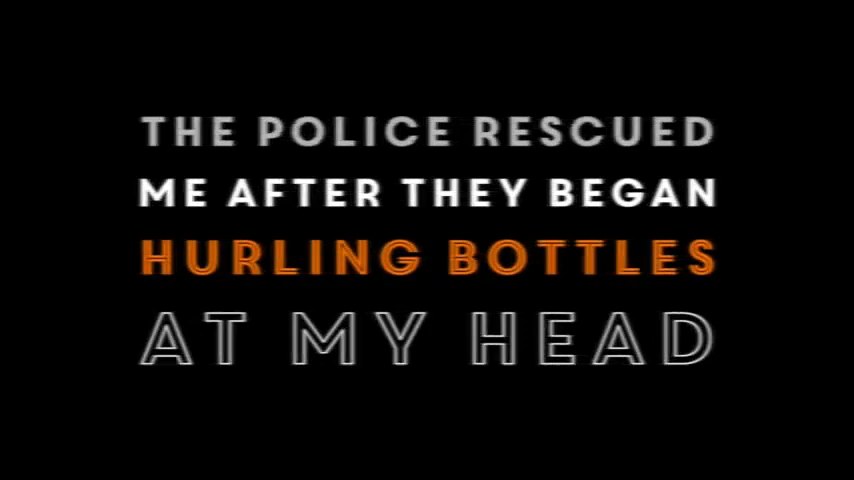 THE POLICE RESCUED
ME AFTER THEY BEGAN
HURLING BOTTLES
AT MY HEAD